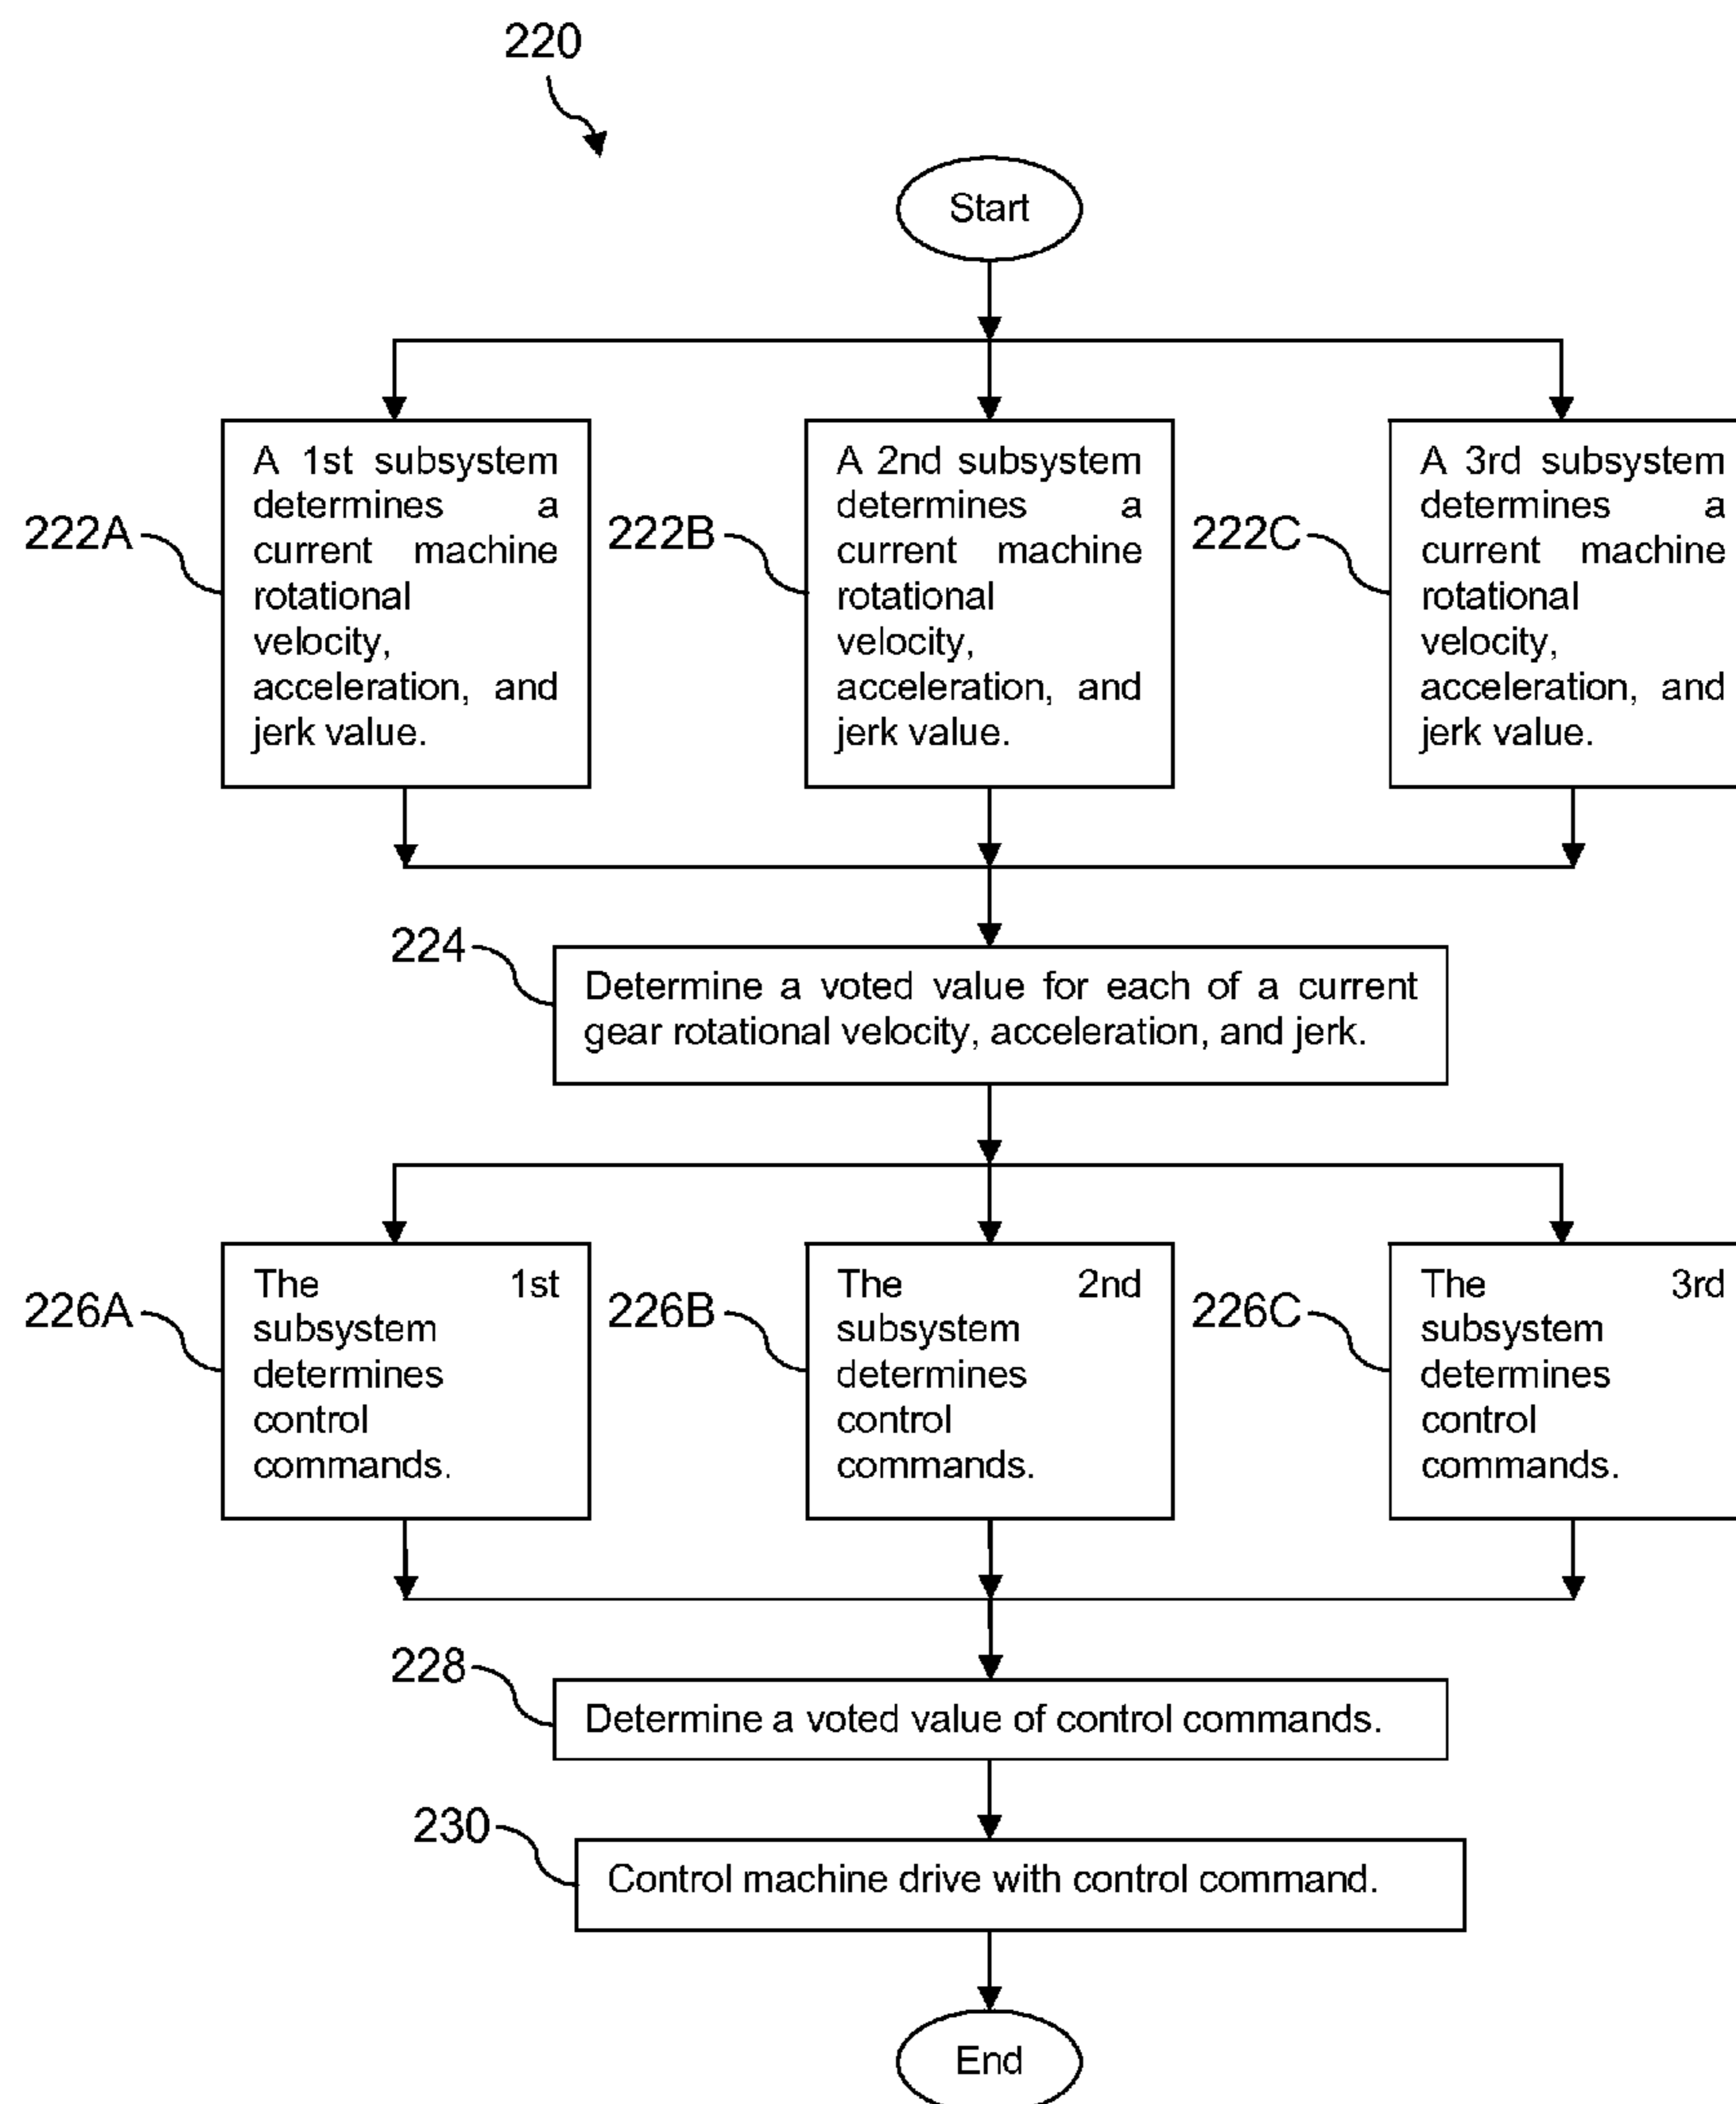 220
Start
222A
A 1st subsystem
determines a
current machine
rotational
velocity,
acceleration, and
jerk value.
222B
A 2nd subsystem
determines a
current machine
rotational
velocity,
acceleration, and
jerk value.
222C
A 3rd subsystem
determines a
current machine
rotational
velocity,
acceleration, and
jerk value.
224
Determine a voted value for each of a current
gear rotational velocity, acceleration, and jerk.
226A
The 1st
subsystem
determines
control
commands.
226B
The 2nd
subsystem
determines
control
commands.
226C
The 3rd
subsystem
determines
control
commands.
228
Determine a voted value of control commands.
230
Control machine drive with control command.
End